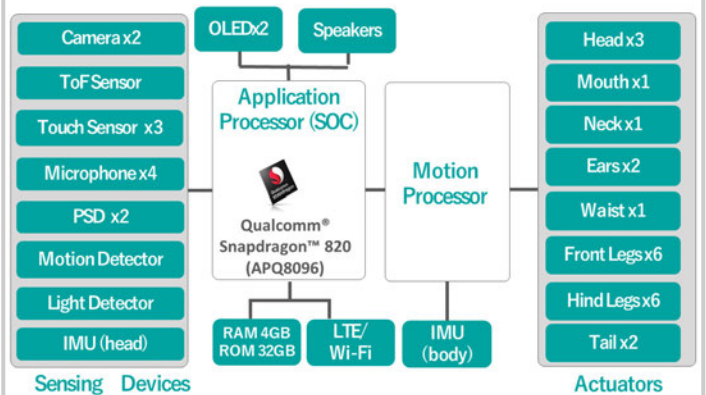 Camera x2
ToF Sensor
Touch Sensor x3
Microphone x4
PSD x2
Motion Detector
Light Detector
IMU (head)
Sensing Devices
OLEDx2
Speakers
Application
Processor (SOC)
Qualcomm®
Snapdragon™ 820
(APQ8096)
RAM 4GB
ROM 32GB
LTE/
Wi-Fi
Motion
Processor
IMU
(body)
Head x3
Mouth x1
Neck x1
Ears x2
Waist x1
Front Legs x6
Hind Legs x6
Tail x2
Actuators